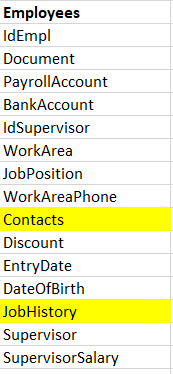 Employees
IdEmpl
Document
PayrollAccount
BankAccount
IdSupervisor
WorkArea
JobPosition
WorkAreaPhone
Contacts
Discount
EntryDate
DateOfBirth
JobHistory
Supervisor
SupervisorSalary